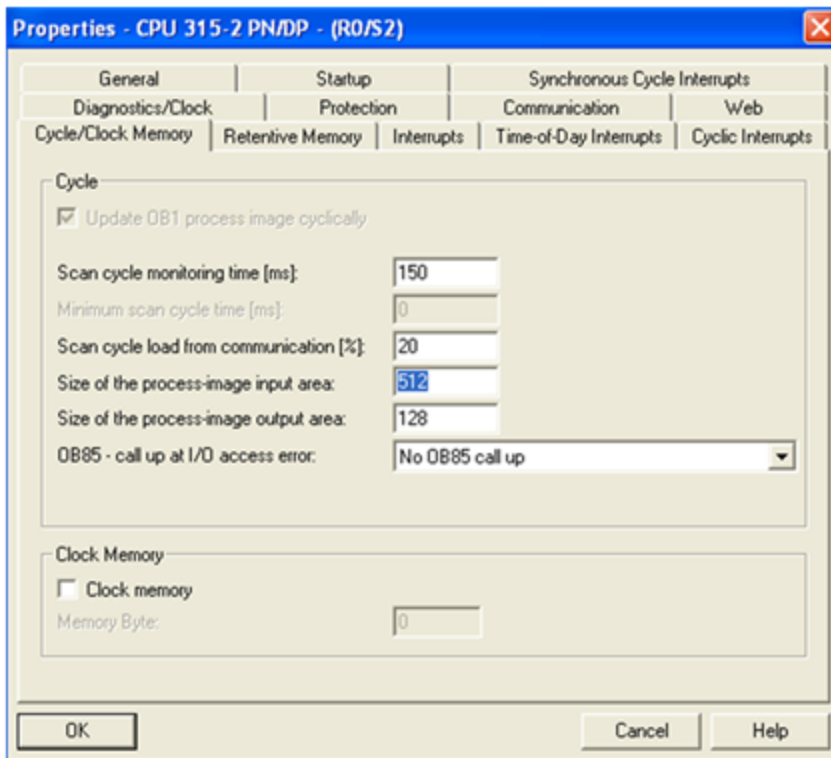 Properties - CPU 315-2 PN/DP - (R0/S2)
General Startup Synchronous Cycle Interrupts
Diagnostics/Clock Protection Communication Web
Cycle/Clock Memory Retentive Memory Interrupts Time-of-Day Interrupts Cyclic Interrupts
Cycle
Update OB1 process image cyclically
Scan cycle monitoring time [ms]: 150
Minimum scan cycle time [ms]: 0
Scan cycle load from communication [%]: 20
Size of the process-image input area: 512
Size of the process-image output area: 128
OB85 - call up at I/O access error: No OB85 call up
Clock Memory
Clock memory
Memory Byte: 0
OK Cancel Help